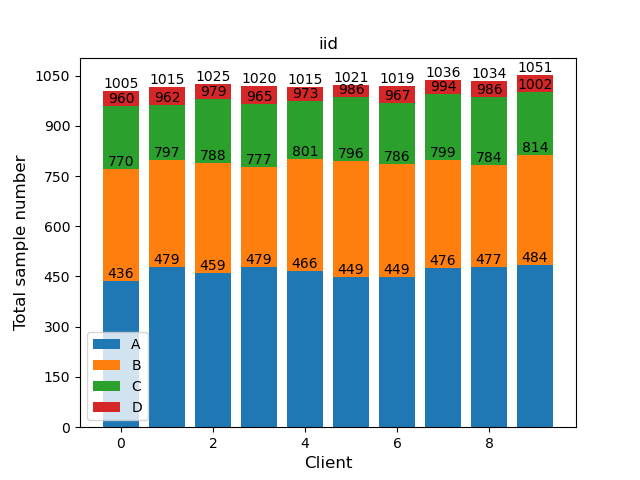 iid
1005 1015 1025 1020 1015 1021 1019 1036 1034 1051
960 962 979 965 973 986 967 994 986 1002
770 797 788 777 801 796 786 799 784 814
436 479 459 479 466 449 449 476 477 484
1050
900
750
600
450
300
150
0
Total sample number
A
B
C
D
0 2 4 6 8
Client